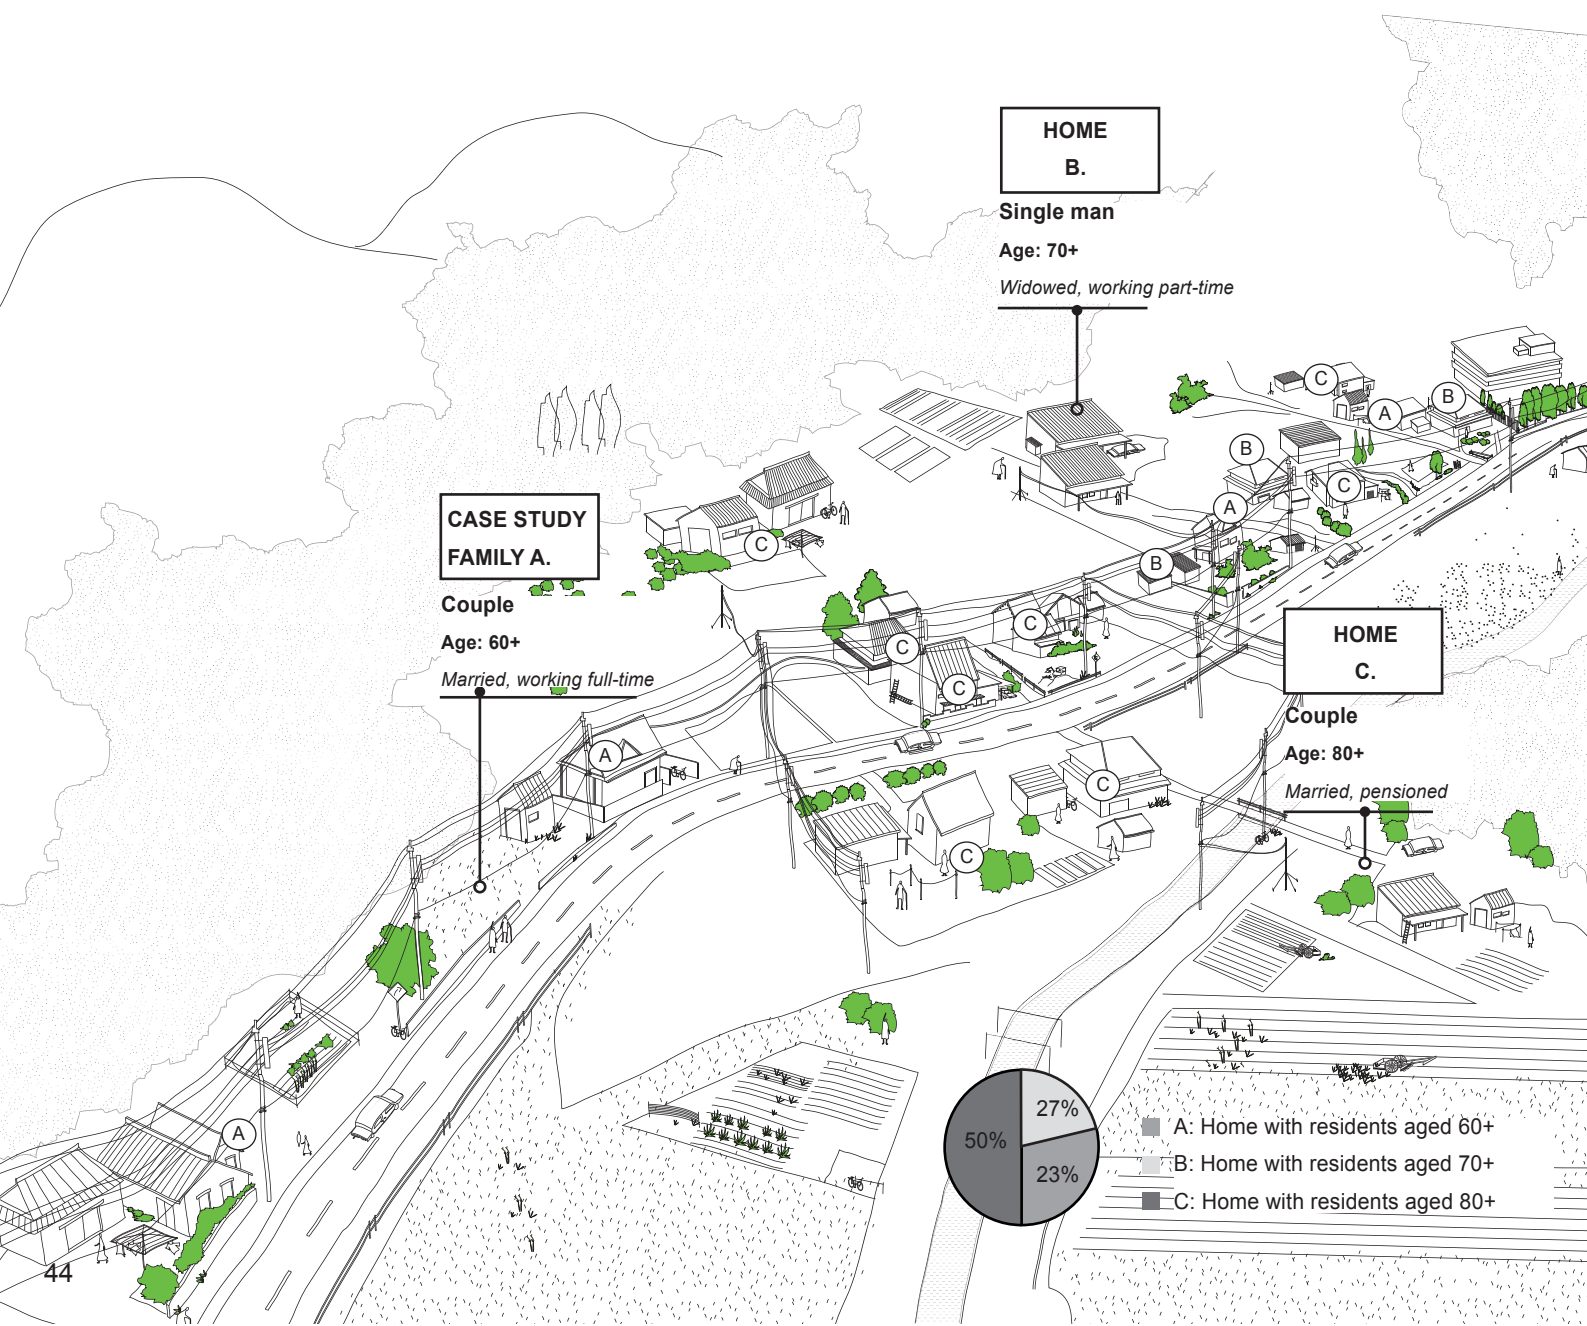 HOME
B.
Single man
Age: 70+
Widowed, working part-time
C
A
B
B
C
A
B
CASE STUDY
FAMILY A.
Couple
Age: 60+
Married, working full-time
C
C
C
C
A
HOME
C.
Couple
Age: 80+
Married, pensioned
C
C
A
27%
50%
23%
A: Home with residents aged 60+
B: Home with residents aged 70+
C: Home with residents aged 80+
44